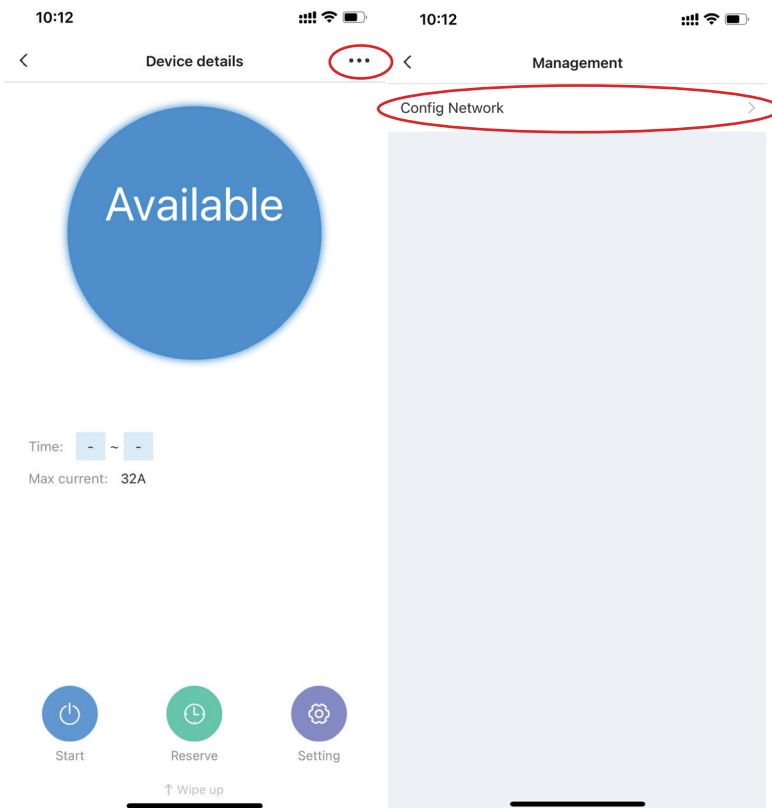 10:12
Device details
Available
Time: - ~ -
Max current: 32A
Start
Reserve
Setting
↑ Wipe up
10:12
Management
Config Network